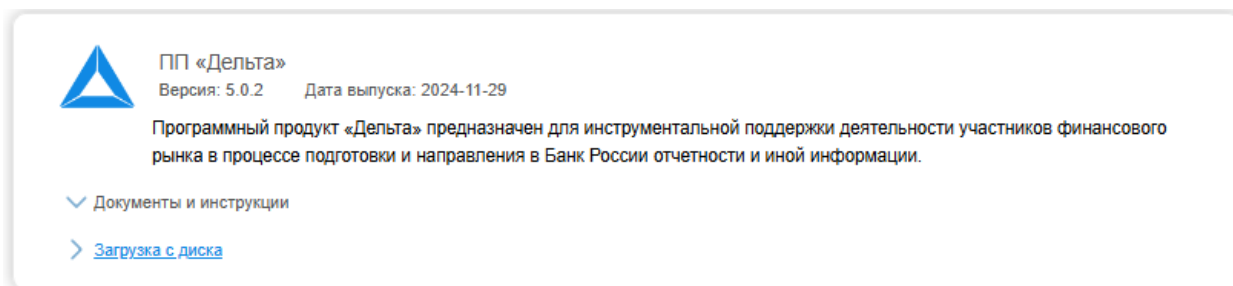 ПП «Дельта»
Версия: 5.0.2 Дата выпуска: 2024-11-29
Программный продукт «Дельта» предназначен для инструментальной поддержки деятельности участников финансового
рынка в процессе подготовки и направления в Банк России отчетности и иной информации.
Документы и инструкции
Загрузка с диска